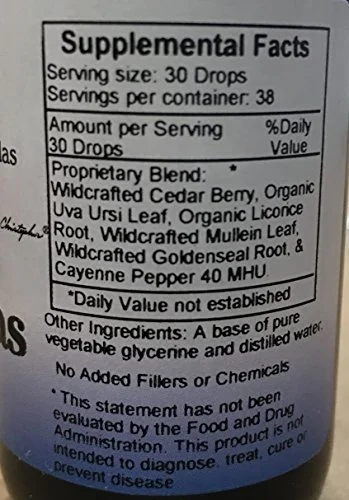 Supplemental Facts
Serving size: 30 Drops
Servings per container: 38
Amount per Serving %Daily
30 Drops Value
Proprietary Blend: *
Wildcrafted Cedar Berry, Organic
Uva Ursi Leaf, Organic Licorice
Root, Wildcrafted Mullein Leaf,
Wildcrafted Goldenseal Root, &
Cayenne Pepper 40 MHU
*Daily Value not established
Other Ingredients: A base of pure
vegetable glycerine and distilled water.
No Added Fillers or Chemicals
*This statement has not been
evaluated by the Food and Drug
Administration. This product is not
intended to diagnose, treat, cure or
prevent disease
las
Christopher®
as